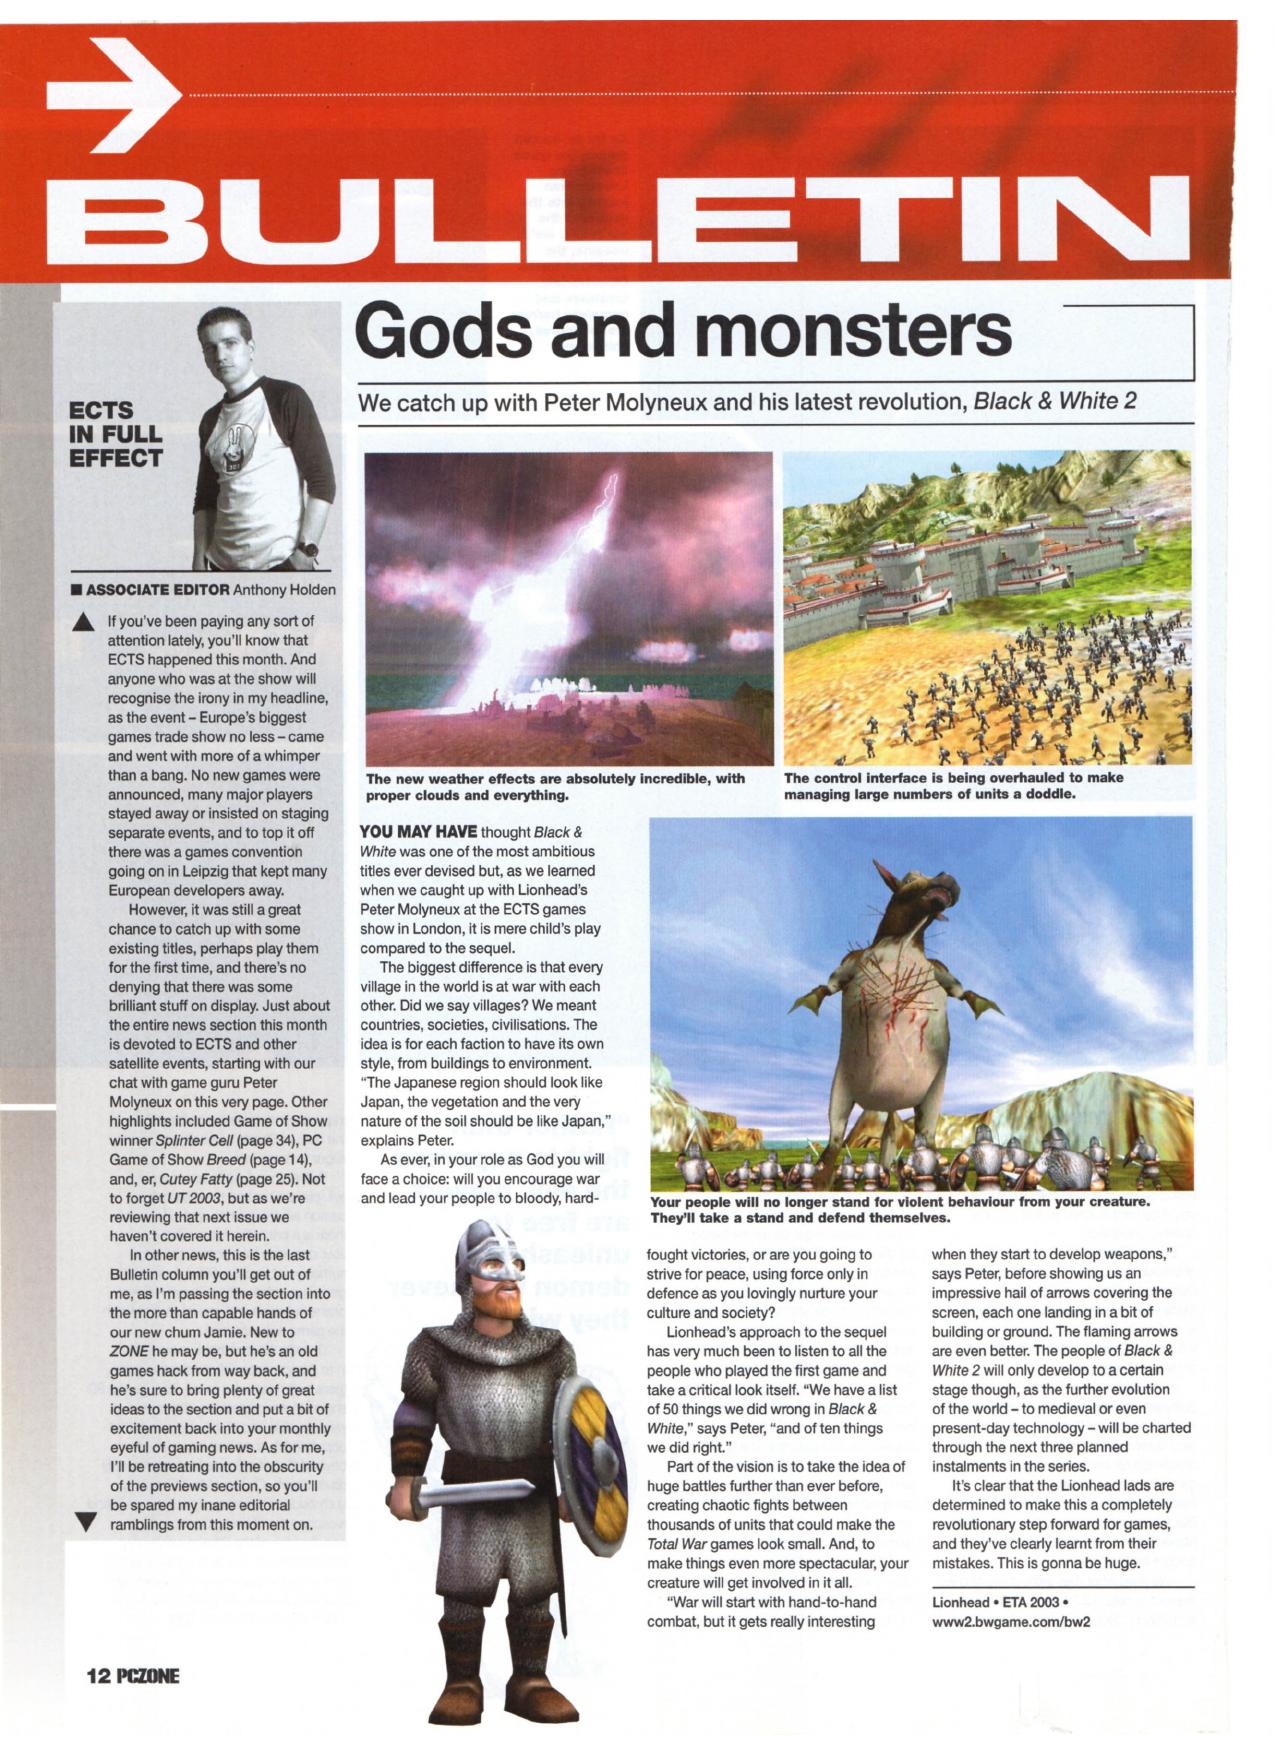 BULLETIN
ECTS
IN FULL
EFFECT
■ ASSOCIATE EDITOR Anthony Holden
▲ If you've been paying any sort of
attention lately, you'll know that
ECTS happened this month. And
anyone who was at the show will
recognise the irony in my headline,
as the event – Europe's biggest
games trade show no less – came
and went with more of a whimper
than a bang. No new games were
announced, many major players
stayed away or insisted on staging
separate events, and to top it off
there was a games convention
going on in Leipzig that kept many
European developers away.
However, it was still a great
chance to catch up with some
existing titles, perhaps play them
for the first time, and there's no
denying that there was some
brilliant stuff on display. Just about
the entire news section this month
is devoted to ECTS and other
satellite events, starting with our
chat with game guru Peter
Molyneux on this very page. Other
highlights included Game of Show
winner Splinter Cell (page 34), PC
Game of Show Breed (page 14),
and, er, Cutey Fatty (page 25). Not
to forget UT 2003, but as we're
reviewing that next issue we
haven't covered it herein.
In other news, this is the last
Bulletin column you'll get out of
me, as I'm passing the section into
the more than capable hands of
our new chum Jamie. New to
ZONE he may be, but he's an old
games hack from way back, and
he's sure to bring plenty of great
ideas to the section and put a bit of
excitement back into your monthly
eyeful of gaming news. As for me,
I'll be retreating into the obscurity
of the previews section, so you'll
be spared my inane editorial
▼ ramblings from this moment on.
Gods and monsters
We catch up with Peter Molyneux and his latest revolution, Black & White 2
The new weather effects are absolutely incredible, with
proper clouds and everything.
The control interface is being overhauled to make
managing large numbers of units a doddle.
YOU MAY HAVE thought Black &
White was one of the most ambitious
titles ever devised but, as we learned
when we caught up with Lionhead's
Peter Molyneux at the ECTS games
show in London, it is mere child's play
compared to the sequel.
The biggest difference is that every
village in the world is at war with each
other. Did we say villages? We meant
countries, societies, civilisations. The
idea is for each faction to have its own
style, from buildings to environment.
"The Japanese region should look like
Japan, the vegetation and the very
nature of the soil should be like Japan,"
explains Peter.
As ever, in your role as God you will
face a choice: will you encourage war
and lead your people to bloody, hard-
Your people will no longer stand for violent behaviour from your creature.
They'll take a stand and defend themselves.
fought victories, or are you going to
strive for peace, using force only in
defence as you lovingly nurture your
culture and society?
Lionhead's approach to the sequel
has very much been to listen to all the
people who played the first game and
take a critical look itself. "We have a list
of 50 things we did wrong in Black &
White," says Peter, "and of ten things
we did right."
Part of the vision is to take the idea of
huge battles further than ever before,
creating chaotic fights between
thousands of units that could make the
Total War games look small. And, to
make things even more spectacular, your
creature will get involved in it all.
"War will start with hand-to-hand
combat, but it gets really interesting
when they start to develop weapons,"
says Peter, before showing us an
impressive hail of arrows covering the
screen, each one landing in a bit of
building or ground. The flaming arrows
are even better. The people of Black &
White 2 will only develop to a certain
stage though, as the further evolution
of the world – to medieval or even
present-day technology – will be charted
through the next three planned
instalments in the series.
It's clear that the Lionhead lads are
determined to make this a completely
revolutionary step forward for games,
and they've clearly learnt from their
mistakes. This is gonna be huge.
Lionhead • ETA 2003 •
www2.bwgame.com/bw2
12 PCZONE